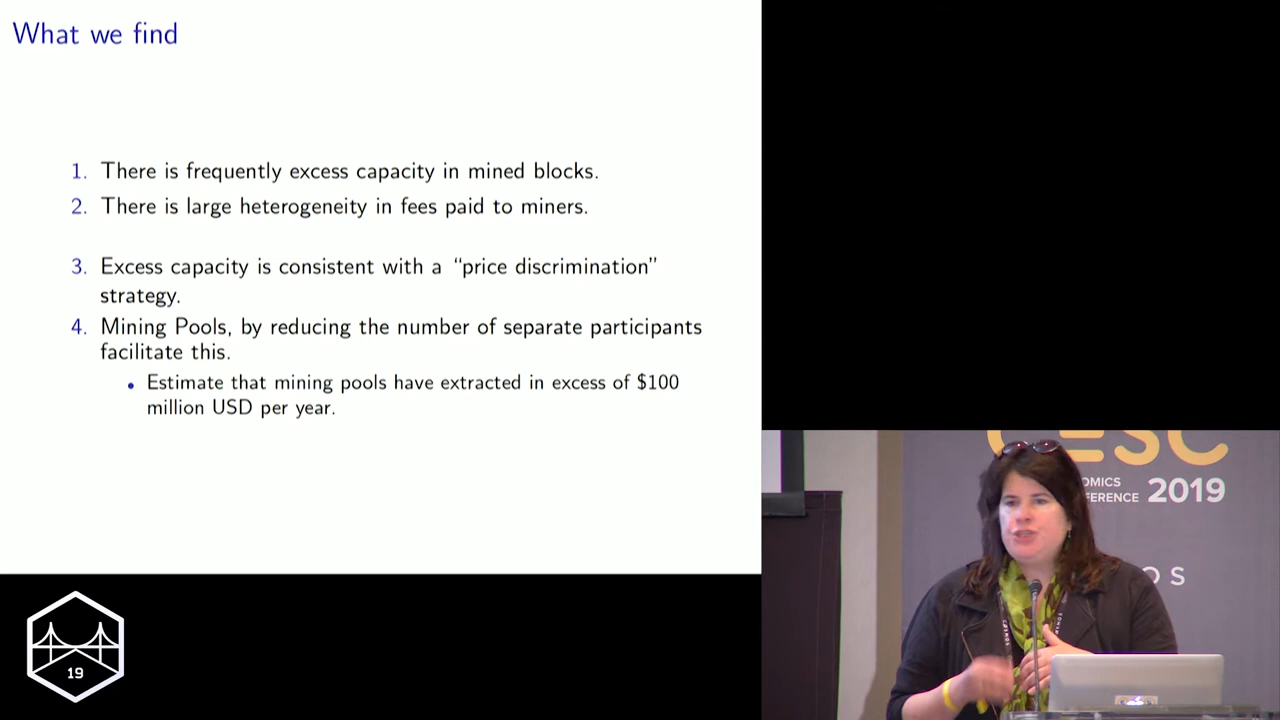 What we find
1. There is frequently excess capacity in mined blocks.
2. There is large heterogeneity in fees paid to miners.
3. Excess capacity is consistent with a “price discrimination”
strategy.
4. Mining Pools, by reducing the number of separate participants
facilitate this.
• Estimate that mining pools have extracted in excess of $100
million USD per year.
19
CESC
OMICS
FERENCE 2019
OS